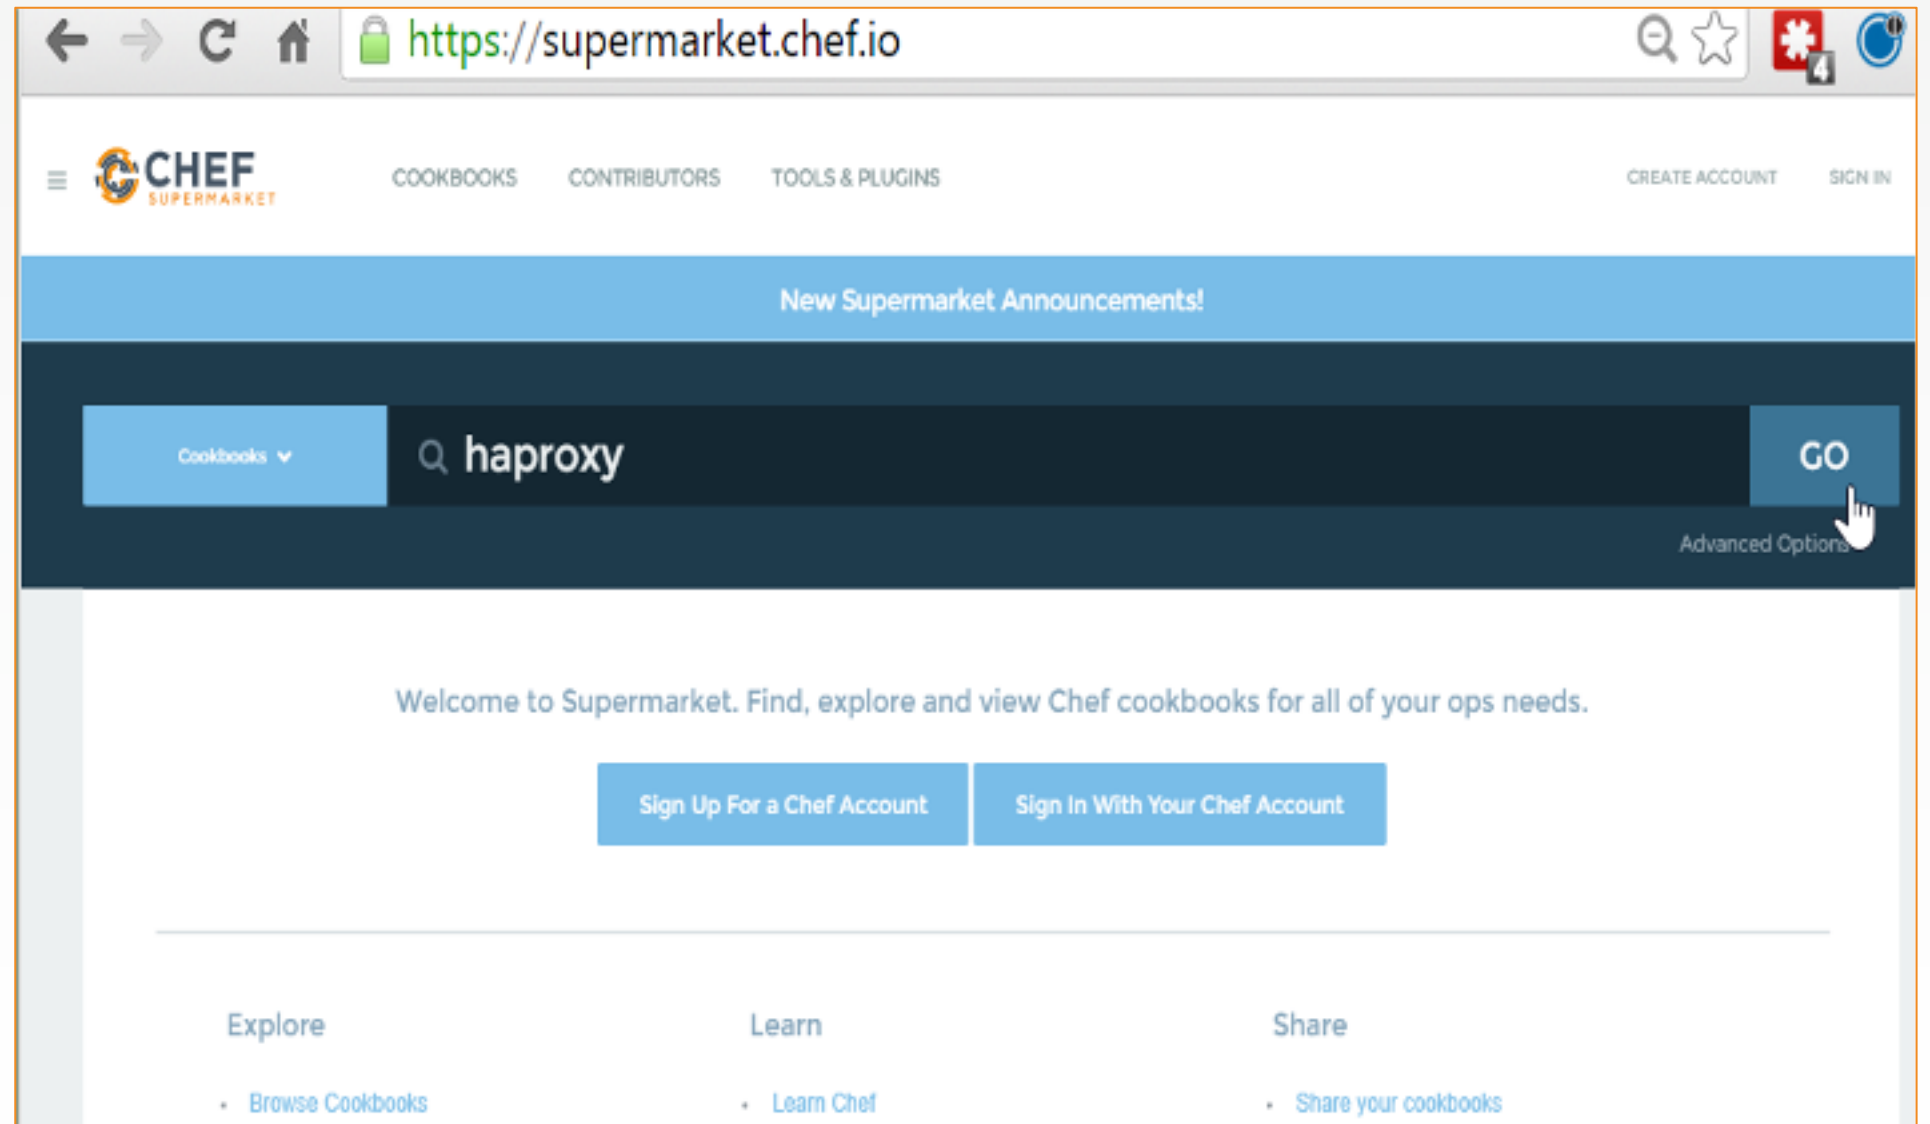 https://supermarket.chef.io
4
CHEF
SUPERMARKET
COOKBOOKS CONTRIBUTORS TOOLS & PLUGINS CREATE ACCOUNT SIGN IN
New Supermarket Announcements!
Cookbooks haproxy GO
Advanced Options
Welcome to Supermarket. Find, explore and view Chef cookbooks for all of your ops needs.
Sign Up For a Chef Account Sign In With Your Chef Account
Explore Learn Share
• Browse Cookbooks • Learn Chef • Share your cookbooks